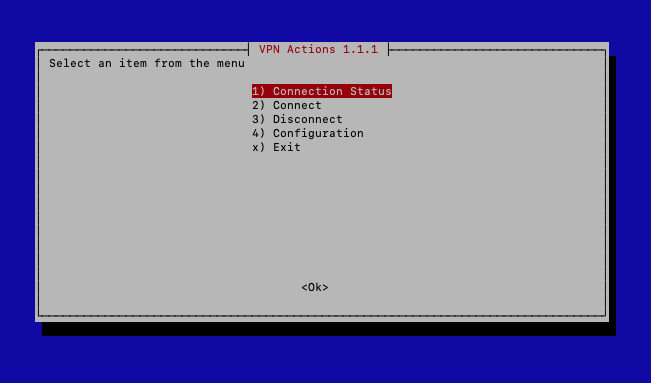 VPN Actions 1.1.1
Select an item from the menu
1) Connection Status
2) Connect
3) Disconnect
4) Configuration
x) Exit
<Ok>